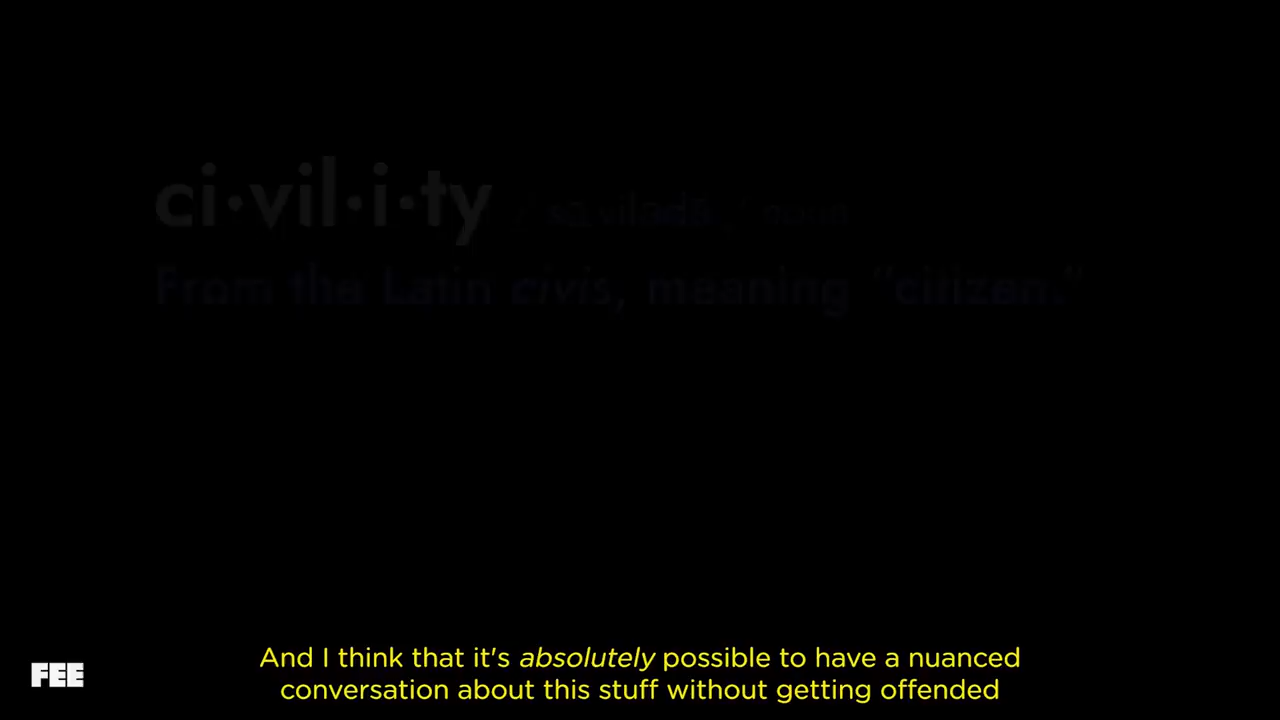 ci·vil·i·ty
From the Latin civis, meaning “citizen.”
FEE
And I think that it's absolutely possible to have a nuanced
conversation about this stuff without getting offended